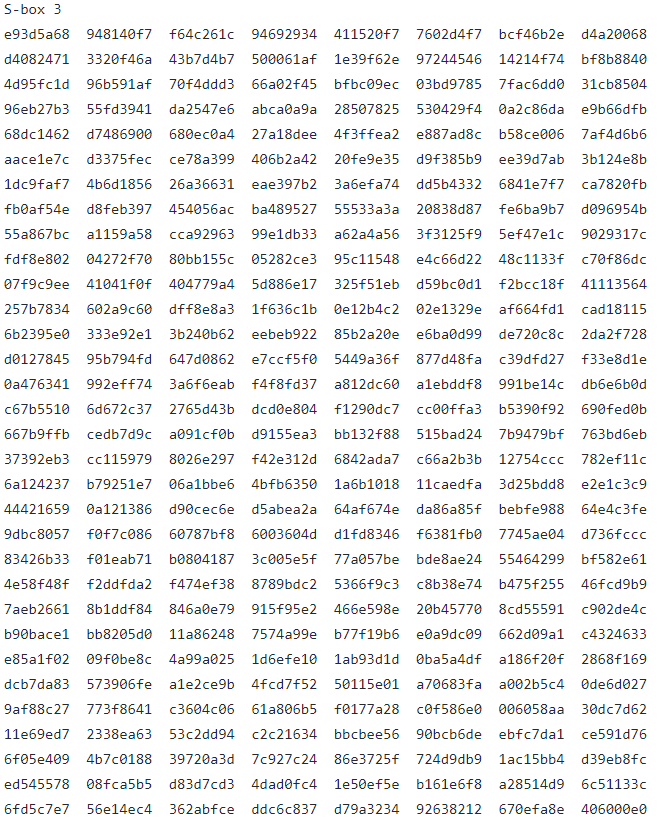 S-box 3
e93d5a68 948140f7 f64c261c 94692934 411520f7 7602d4f7 bcf46b2e d4a20068
d4082471 3320f46a 43b7d4b7 500061af 1e39f62e 97244546 14214f74 bf8b8840
4d95fc1d 96b591af 70f4ddd3 66a02f45 bfbc09ec 03bd9785 7fac6dd0 31cb8504
96eb27b3 55fd3941 da2547e6 abca0a9a 28507825 530429f4 0a2c86da e9b66dfb
68dc1462 d7486900 680ec0a4 27a18dee 4f3ffea2 e887ad8c b58ce006 7af4d6b6
aace1e7c d3375fec ce78a399 406b2a42 20fe9e35 d9f385b9 ee39d7ab 3b124e8b
1dc9faf7 4b6d1856 26a36631 eae397b2 3a6efa74 dd5b4332 6841e7f7 ca7820fb
fb0af54e d8feb397 454056ac ba489527 55533a3a 20838d87 fe6ba9b7 d096954b
55a867bc a1159a58 cca92963 99e1db33 a62a4a56 3f3125f9 5ef47e1c 9029317c
fdf8e802 04272f70 80bb155c 05282ce3 95c11548 e4c66d22 48c1133f c70f86dc
07f9c9ee 41041f0f 404779a4 5d886e17 325f51eb d59bc0d1 f2bcc18f 41113564
257b7834 602a9c60 dff8e8a3 1f636c1b 0e12b4c2 02e1329e af664fd1 cad18115
6b2395e0 333e92e1 3b240b62 eebeb922 85b2a20e e6ba0d99 de720c8c 2da2f728
d0127845 95b794fd 647d0862 e7ccf5f0 5449a36f 877d48fa c39dfd27 f33e8d1e
0a476341 992eff74 3a6f6eab f4f8fd37 a812dc60 a1ebddf8 991be14c db6e6b0d
c67b5510 6d672c37 2765d43b dcd0e804 f1290dc7 cc00ffa3 b5390f92 690fed0b
667b9ffb cedb7d9c a091cf0b d9155ea3 bb132f88 515bad24 7b9479bf 763bd6eb
37392eb3 cc115979 8026e297 f42e312d 6842ada7 c66a2b3b 12754ccc 782ef11c
6a124237 b79251e7 06a1bbe6 4bfb6350 1a6b1018 11caedfa 3d25bdd8 e2e1c3c9
44421659 0a121386 d90cec6e d5abea2a 64af674e da86a85f bebfe988 64e4c3fe
9dbc8057 f0f7c086 60787bf8 6003604d d1fd8346 f6381fb0 7745ae04 d736fccc
83426b33 f01eab71 b0804187 3c005e5f 77a057be bde8ae24 55464299 bf582e61
4e58f48f f2ddfda2 f474ef38 8789bdc2 5366f9c3 c8b38e74 b475f255 46fcd9b9
7aeb2661 8b1ddf84 846a0e79 915f95e2 466e598e 20b45770 8cd55591 c902de4c
b90bace1 bb8205d0 11a86248 7574a99e b77f19b6 e0a9dc09 662d09a1 c4324633
e85a1f02 09f0be8c 4a99a025 1d6efe10 1ab93d1d 0ba5a4df a186f20f 2868f169
dcb7da83 573906fe a1e2ce9b 4fcd7f52 50115e01 a70683fa a002b5c4 0de6d027
9af88c27 773f8641 c3604c06 61a806b5 f0177a28 c0f586e0 006058aa 30dc7d62
11e69ed7 2338ea63 53c2dd94 c2c21634 bbcbee56 90bcb6de ebfc7da1 ce591d76
6f05e409 4b7c0188 39720a3d 7c927c24 86e3725f 724d9db9 1ac15bb4 d39eb8fc
ed545578 08fca5b5 d83d7cd3 4dad0fc4 1e50ef5e b161e6f8 a28514d9 6c51133c
6fd5c7e7 56e14ec4 362abfce ddc6c837 d79a3234 92638212 670efa8e 406000e0